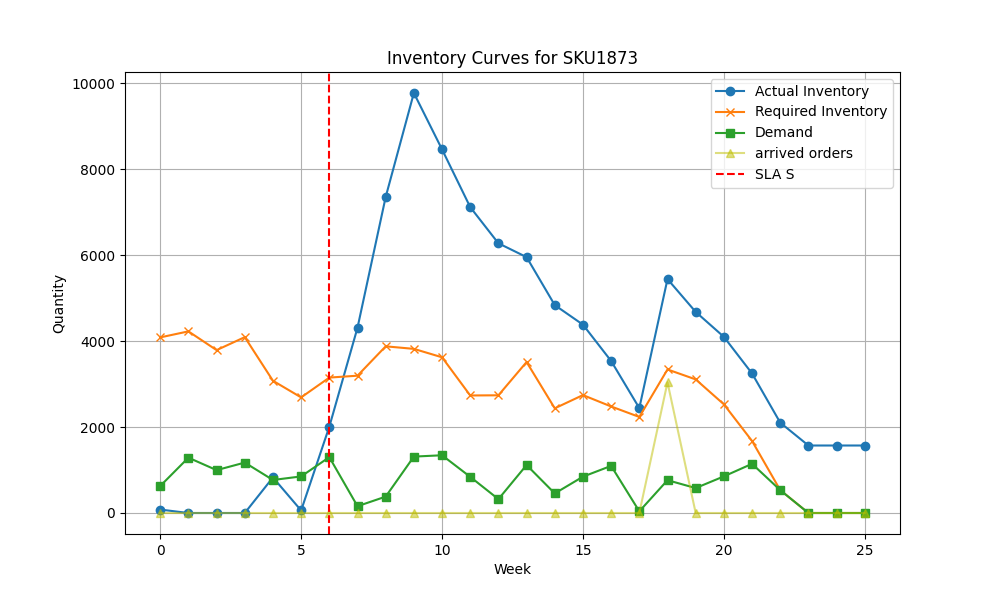 Inventory Curves for SKU1873
Actual Inventory
Required Inventory
Demand
arrived orders
SLA S
Quantity
10000
8000
6000
4000
2000
0
0 5 10 15 20 25
Week